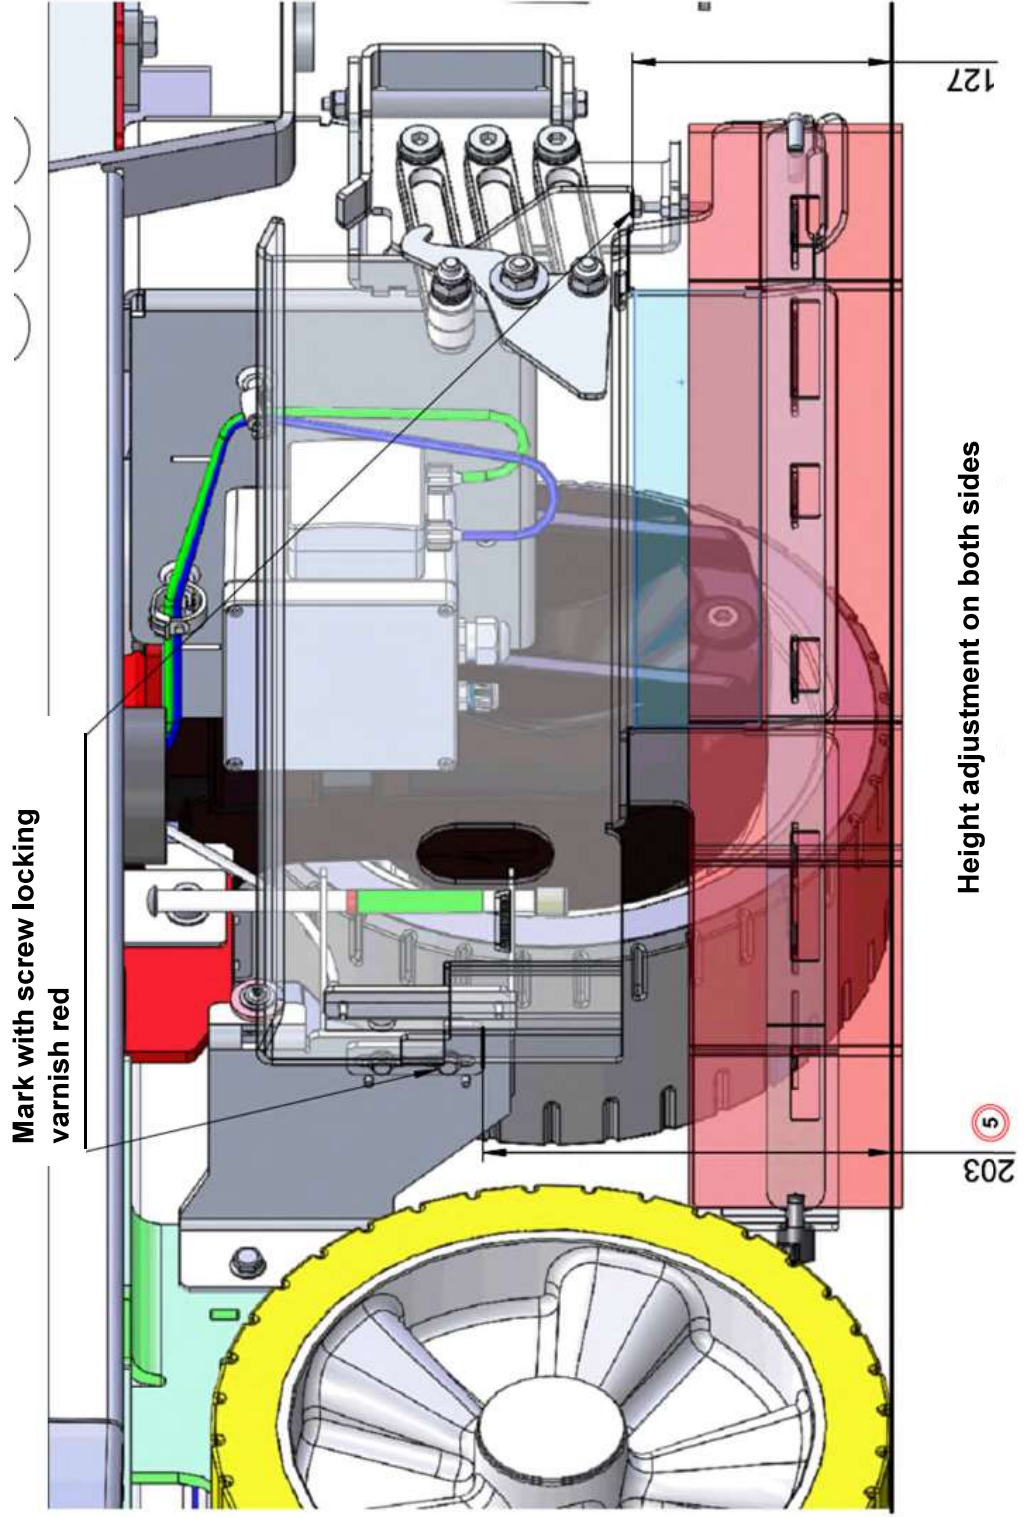 Mark with screw locking
varnish red
127
Height adjustment on both sides
5
203